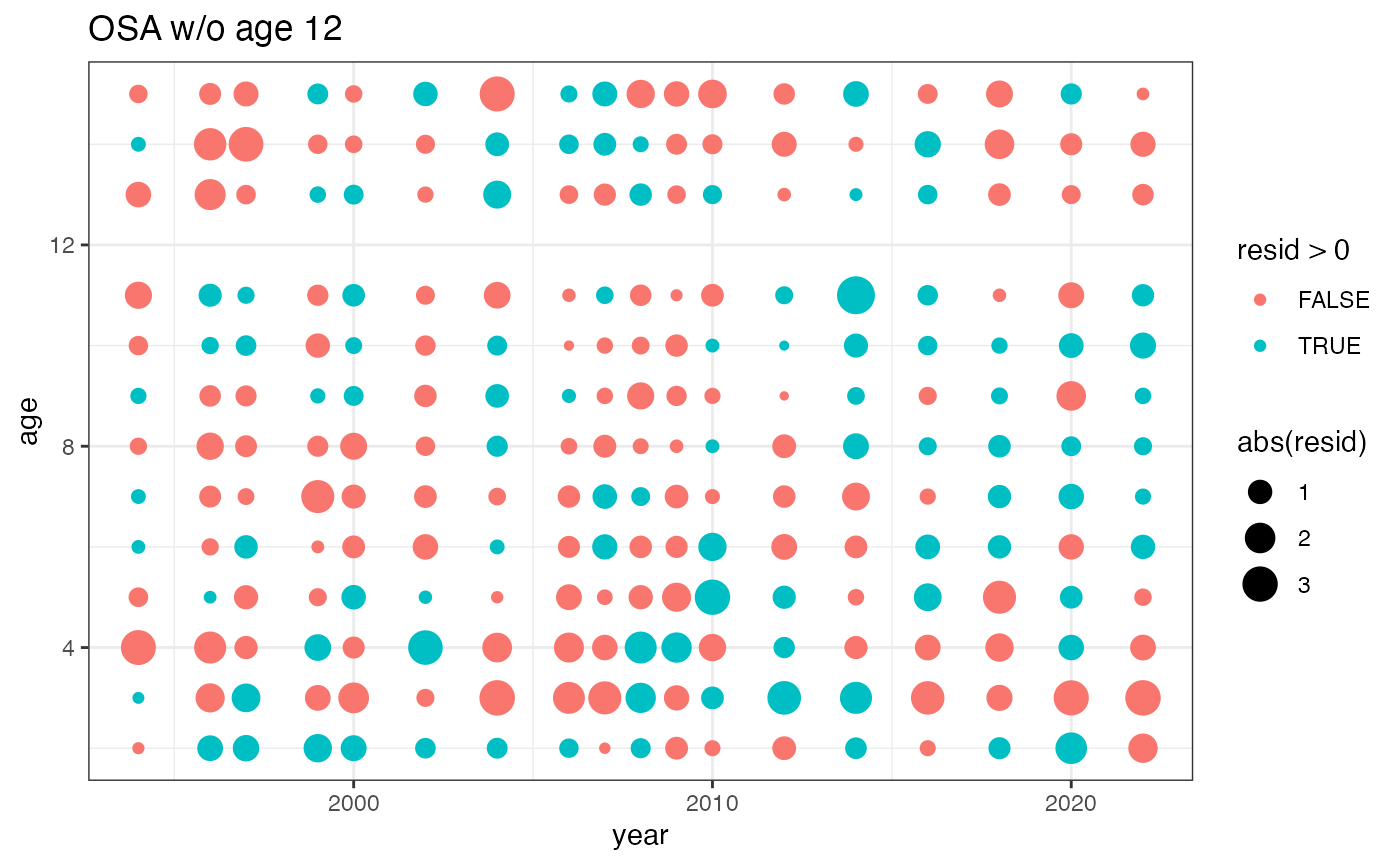 OSA w/o age 12
12
8
4
age
2000
2010
2020
year
resid > 0
FALSE
TRUE
abs(resid)
1
2
3